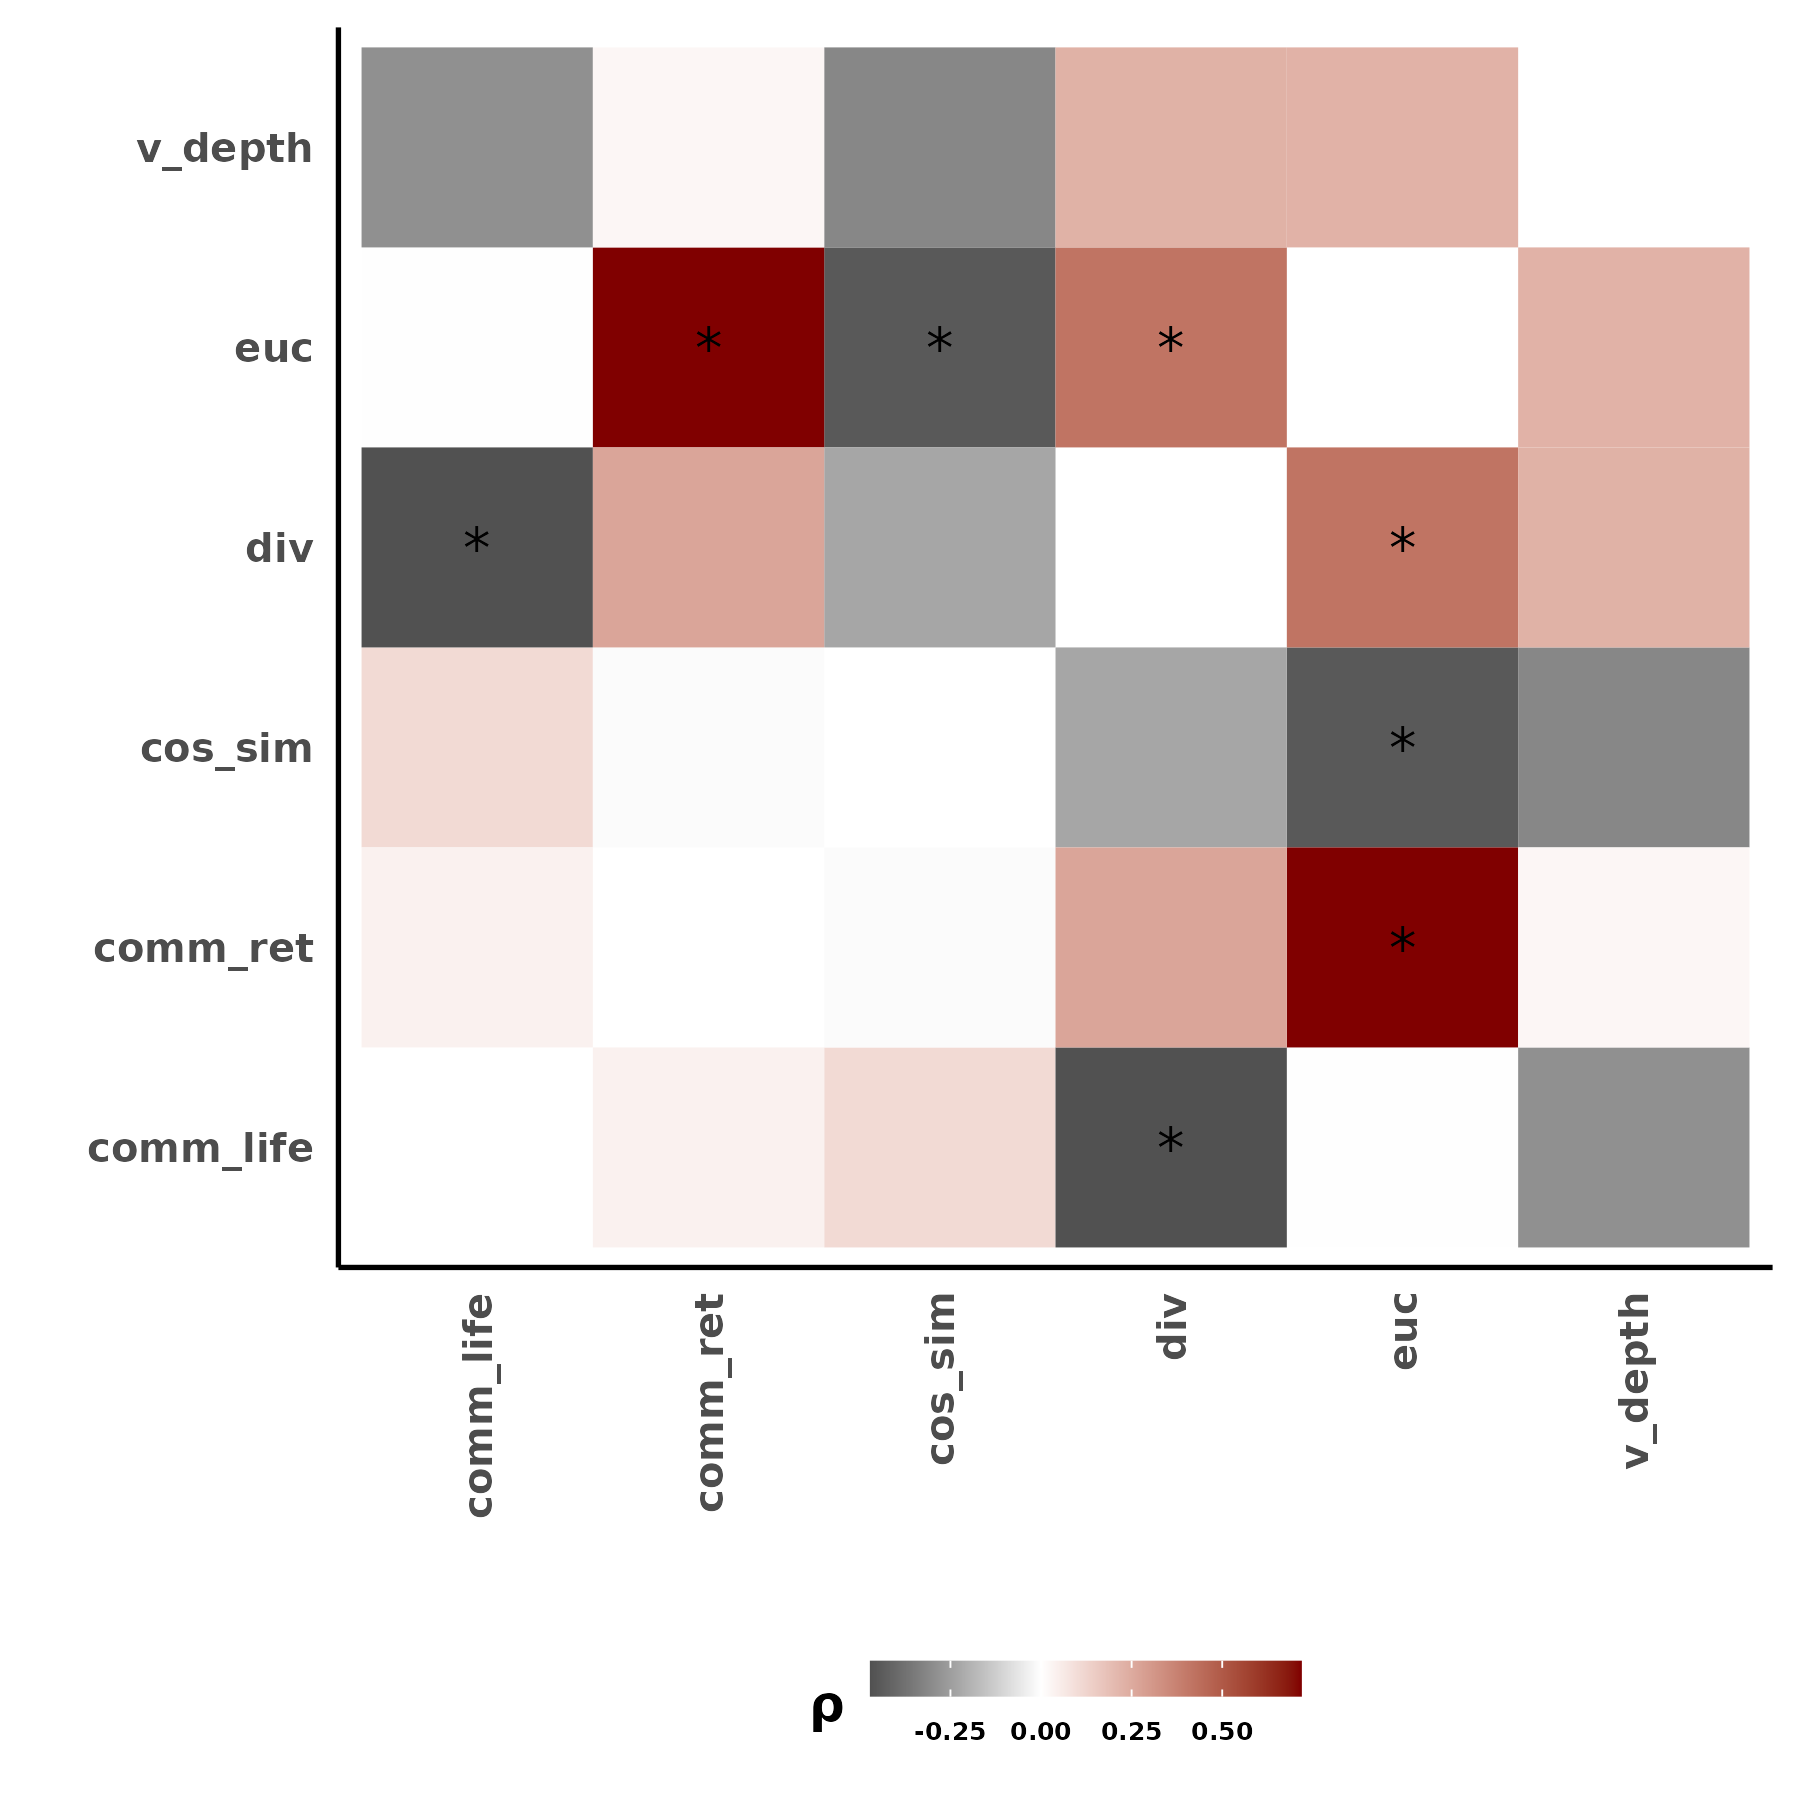 v_depth
euc
* * *
div
* *
cos_sim
*
comm_ret
*
comm_life
*
comm_life comm_ret cos_sim div euc v_depth
ρ
-0.25 0.00 0.25 0.50